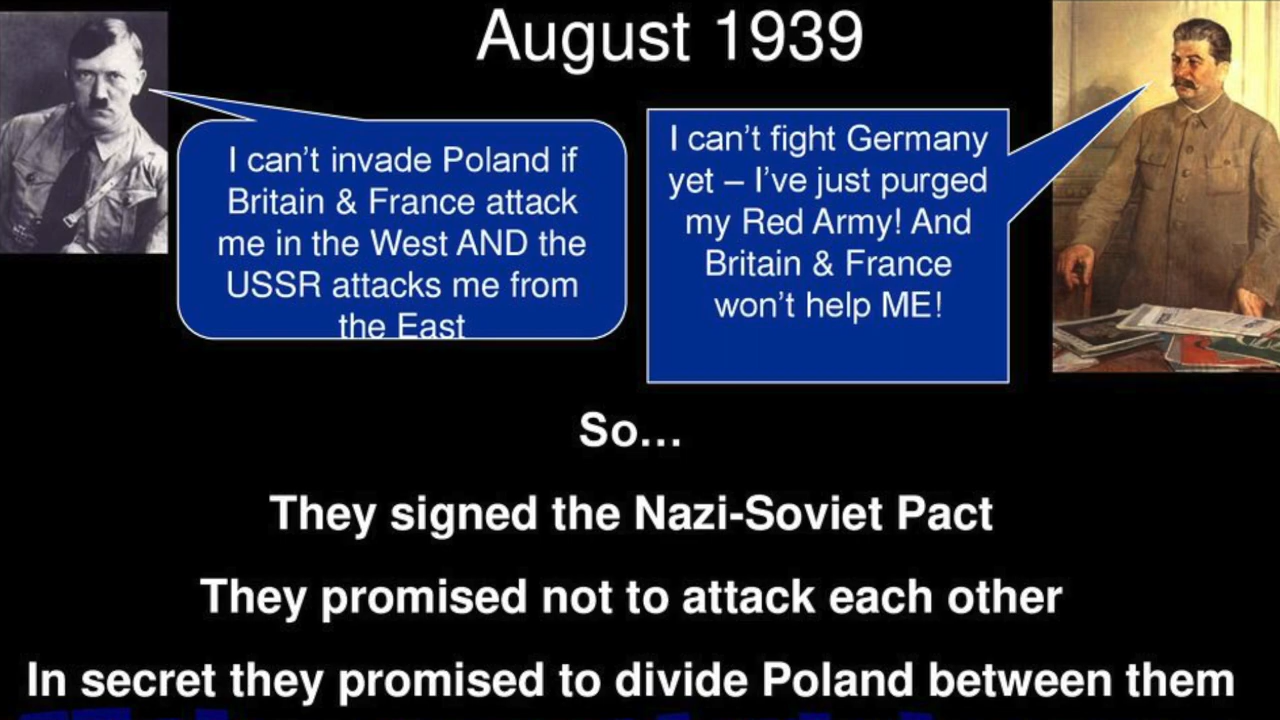 August 1939
I can’t invade Poland if
Britain & France attack
me in the West AND the
USSR attacks me from
the East
I can’t fight Germany
yet – I’ve just purged
my Red Army! And
Britain & France
won’t help ME!
So…
They signed the Nazi-Soviet Pact
They promised not to attack each other
In secret they promised to divide Poland between them